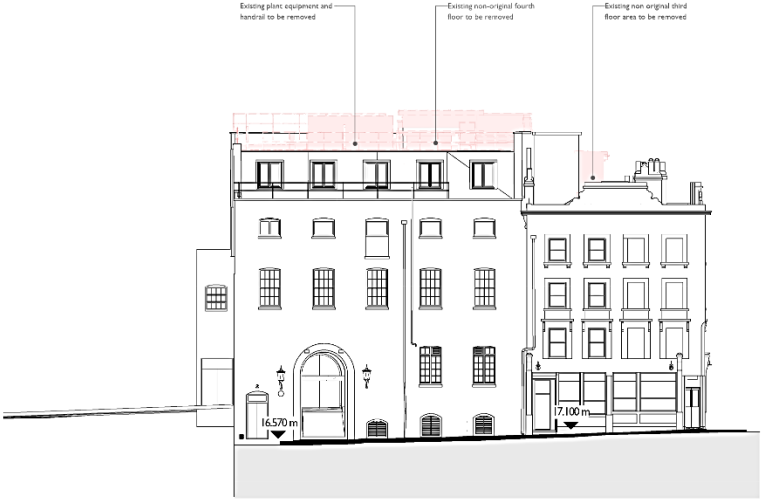 Existing plant equipment and
handrail to be removed
Existing non-original fourth
floor to be removed
Existing non original third
floor area to be removed
16.570 m
17.100 m